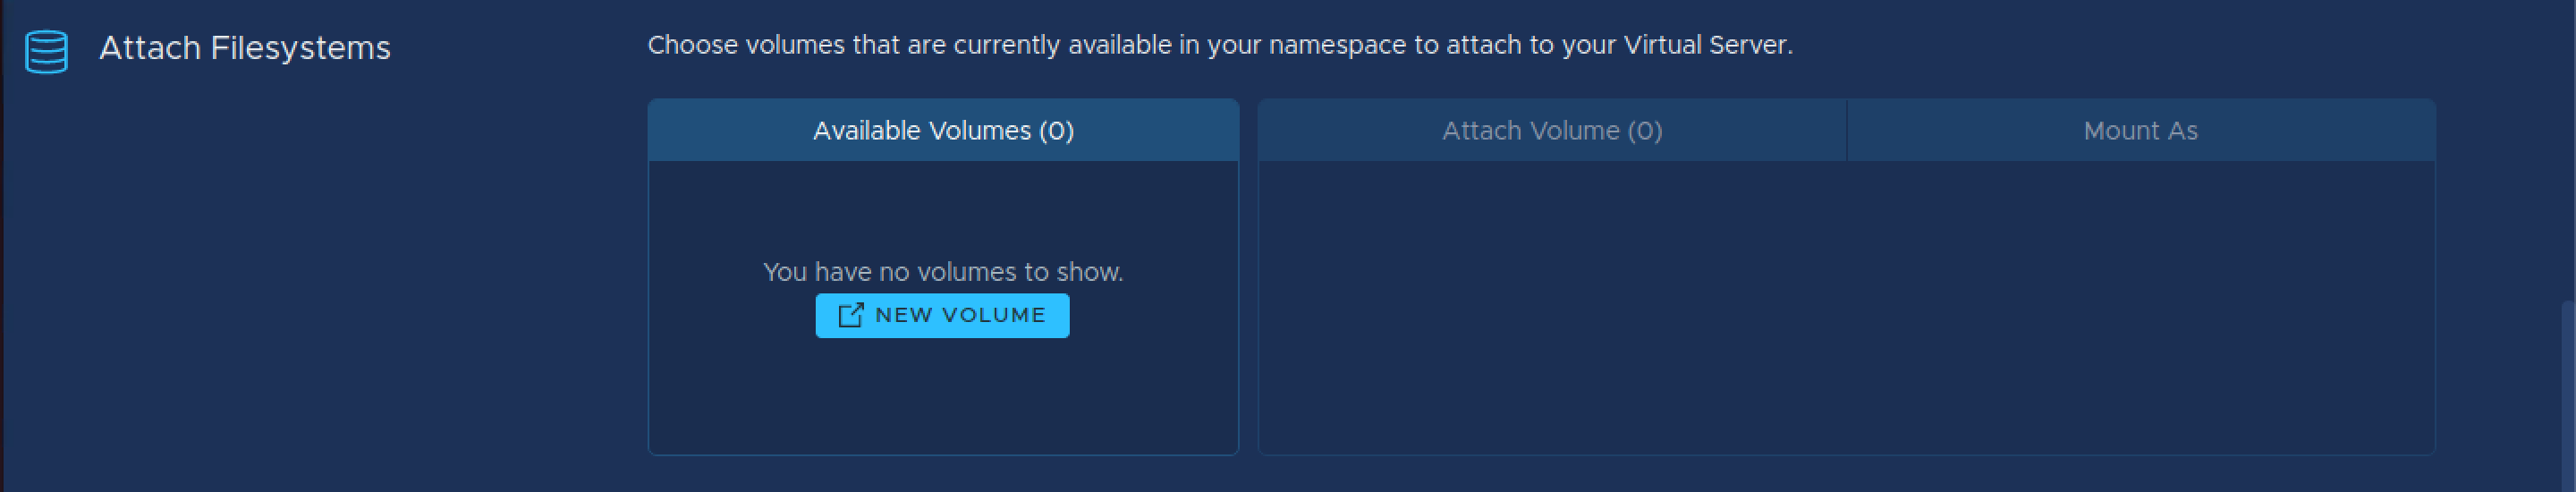 Attach Filesystems
Choose volumes that are currently available in your namespace to attach to your Virtual Server.
Available Volumes (0)
Attach Volume (0)
Mount As
You have no volumes to show.
NEW VOLUME